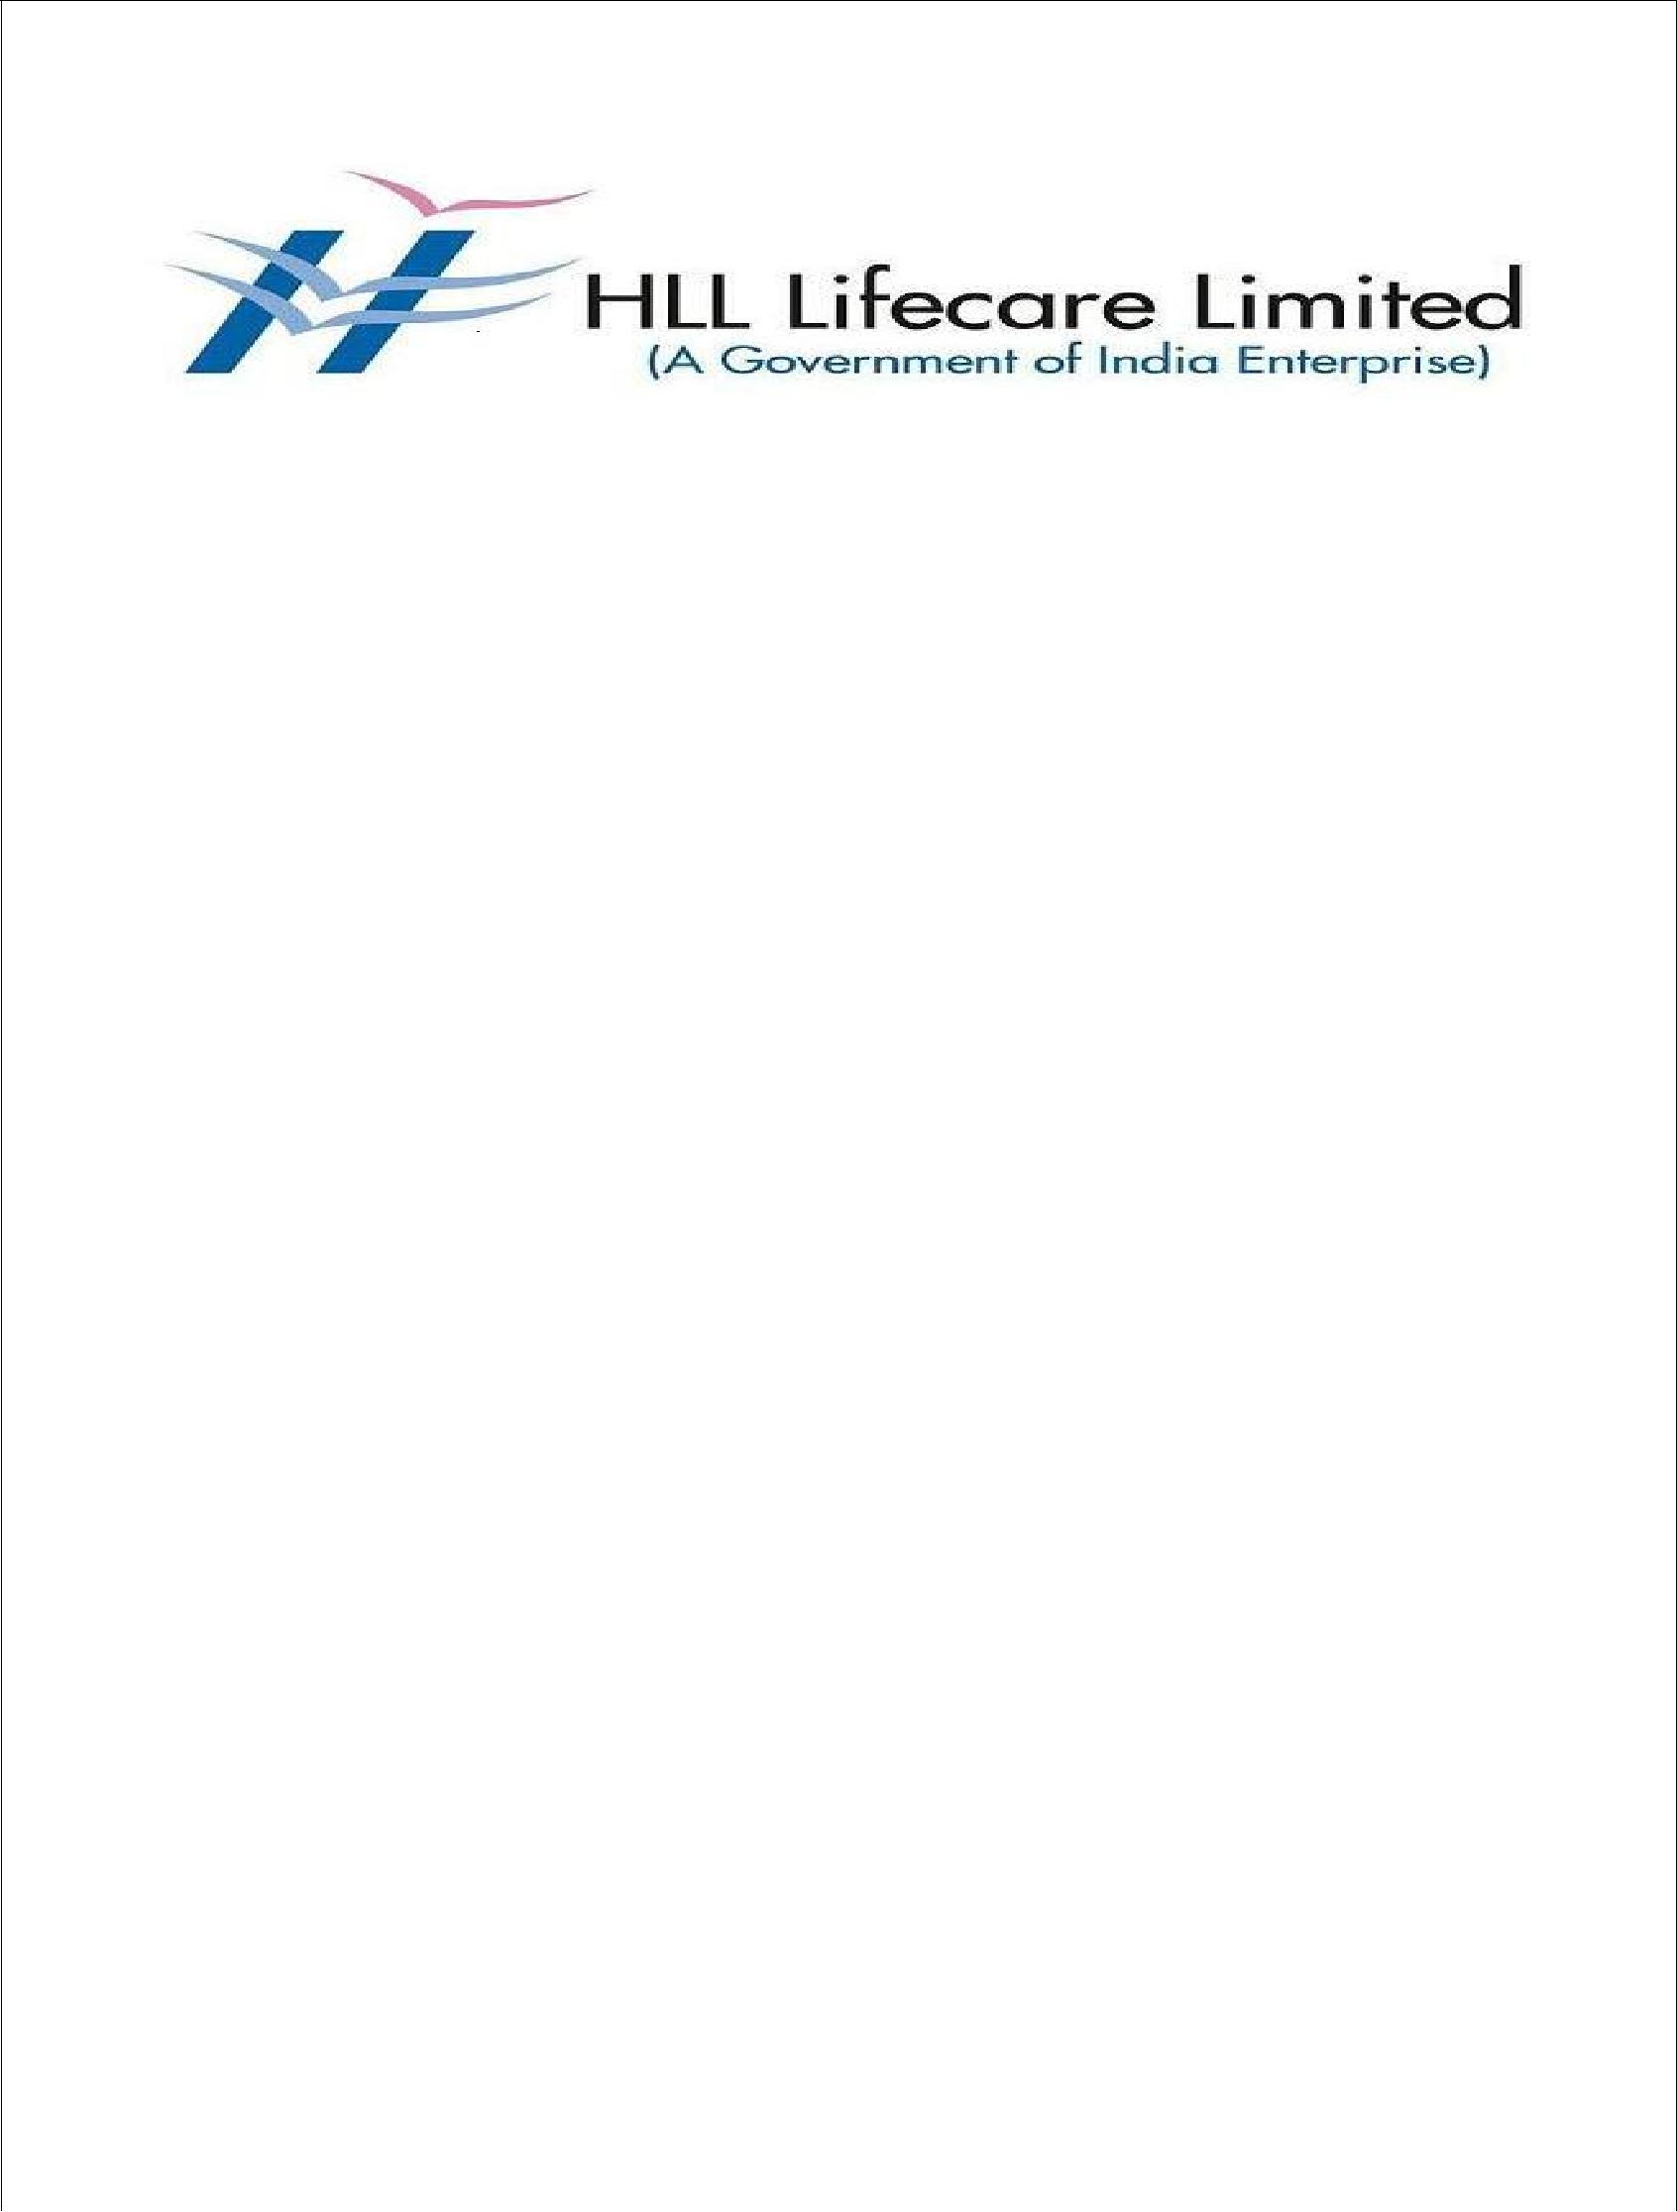 HLL Lifecare Limited
(A Government of India Enterprise)